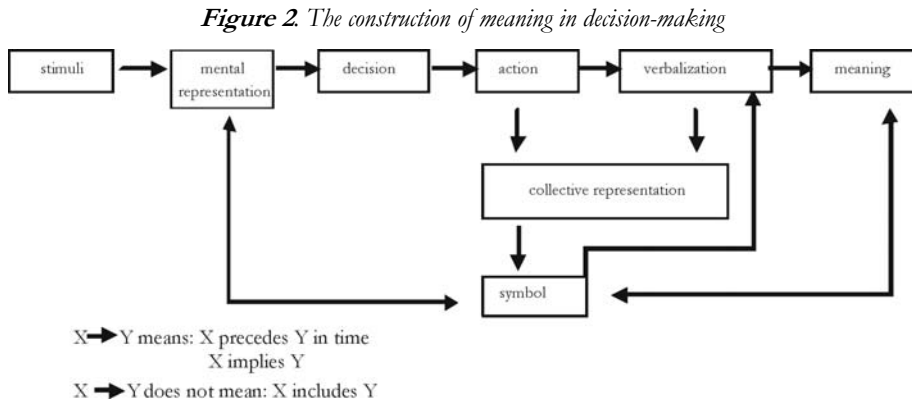 Figure 2. The construction of meaning in decision-making
stimuli
mental
representation
decision
action
verbalization
meaning
collective representation
symbol
X → Y means: X precedes Y in time
X implies Y
X → Y does not mean: X includes Y